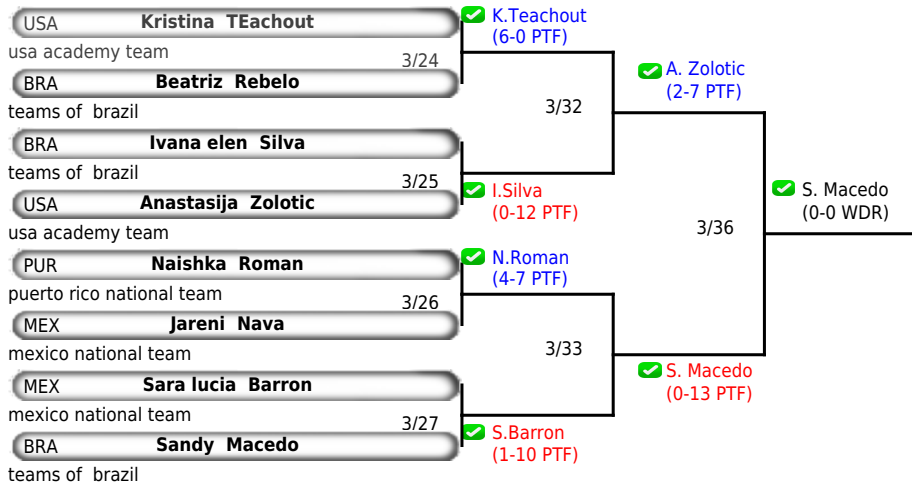 USA Kristina TEachout
usa academy team
3/24
BRA Beatriz Rebelo
teams of brazil
BRA Ivana elen Silva
teams of brazil
3/25
USA Anastasija Zolotic
usa academy team
PUR Naishka Roman
puerto rico national team
3/26
MEX Jareni Nava
mexico national team
MEX Sara lucia Barron
mexico national team
3/27
BRA Sandy Macedo
teams of brazil
K.Teachout
(6-0 PTF)
3/32
I.Silva
(0-12 PTF)
N.Roman
(4-7 PTF)
3/33
S.Barron
(1-10 PTF)
A. Zolotic
(2-7 PTF)
3/36
S. Macedo
(0-13 PTF)
S. Macedo
(0-0 WDR)